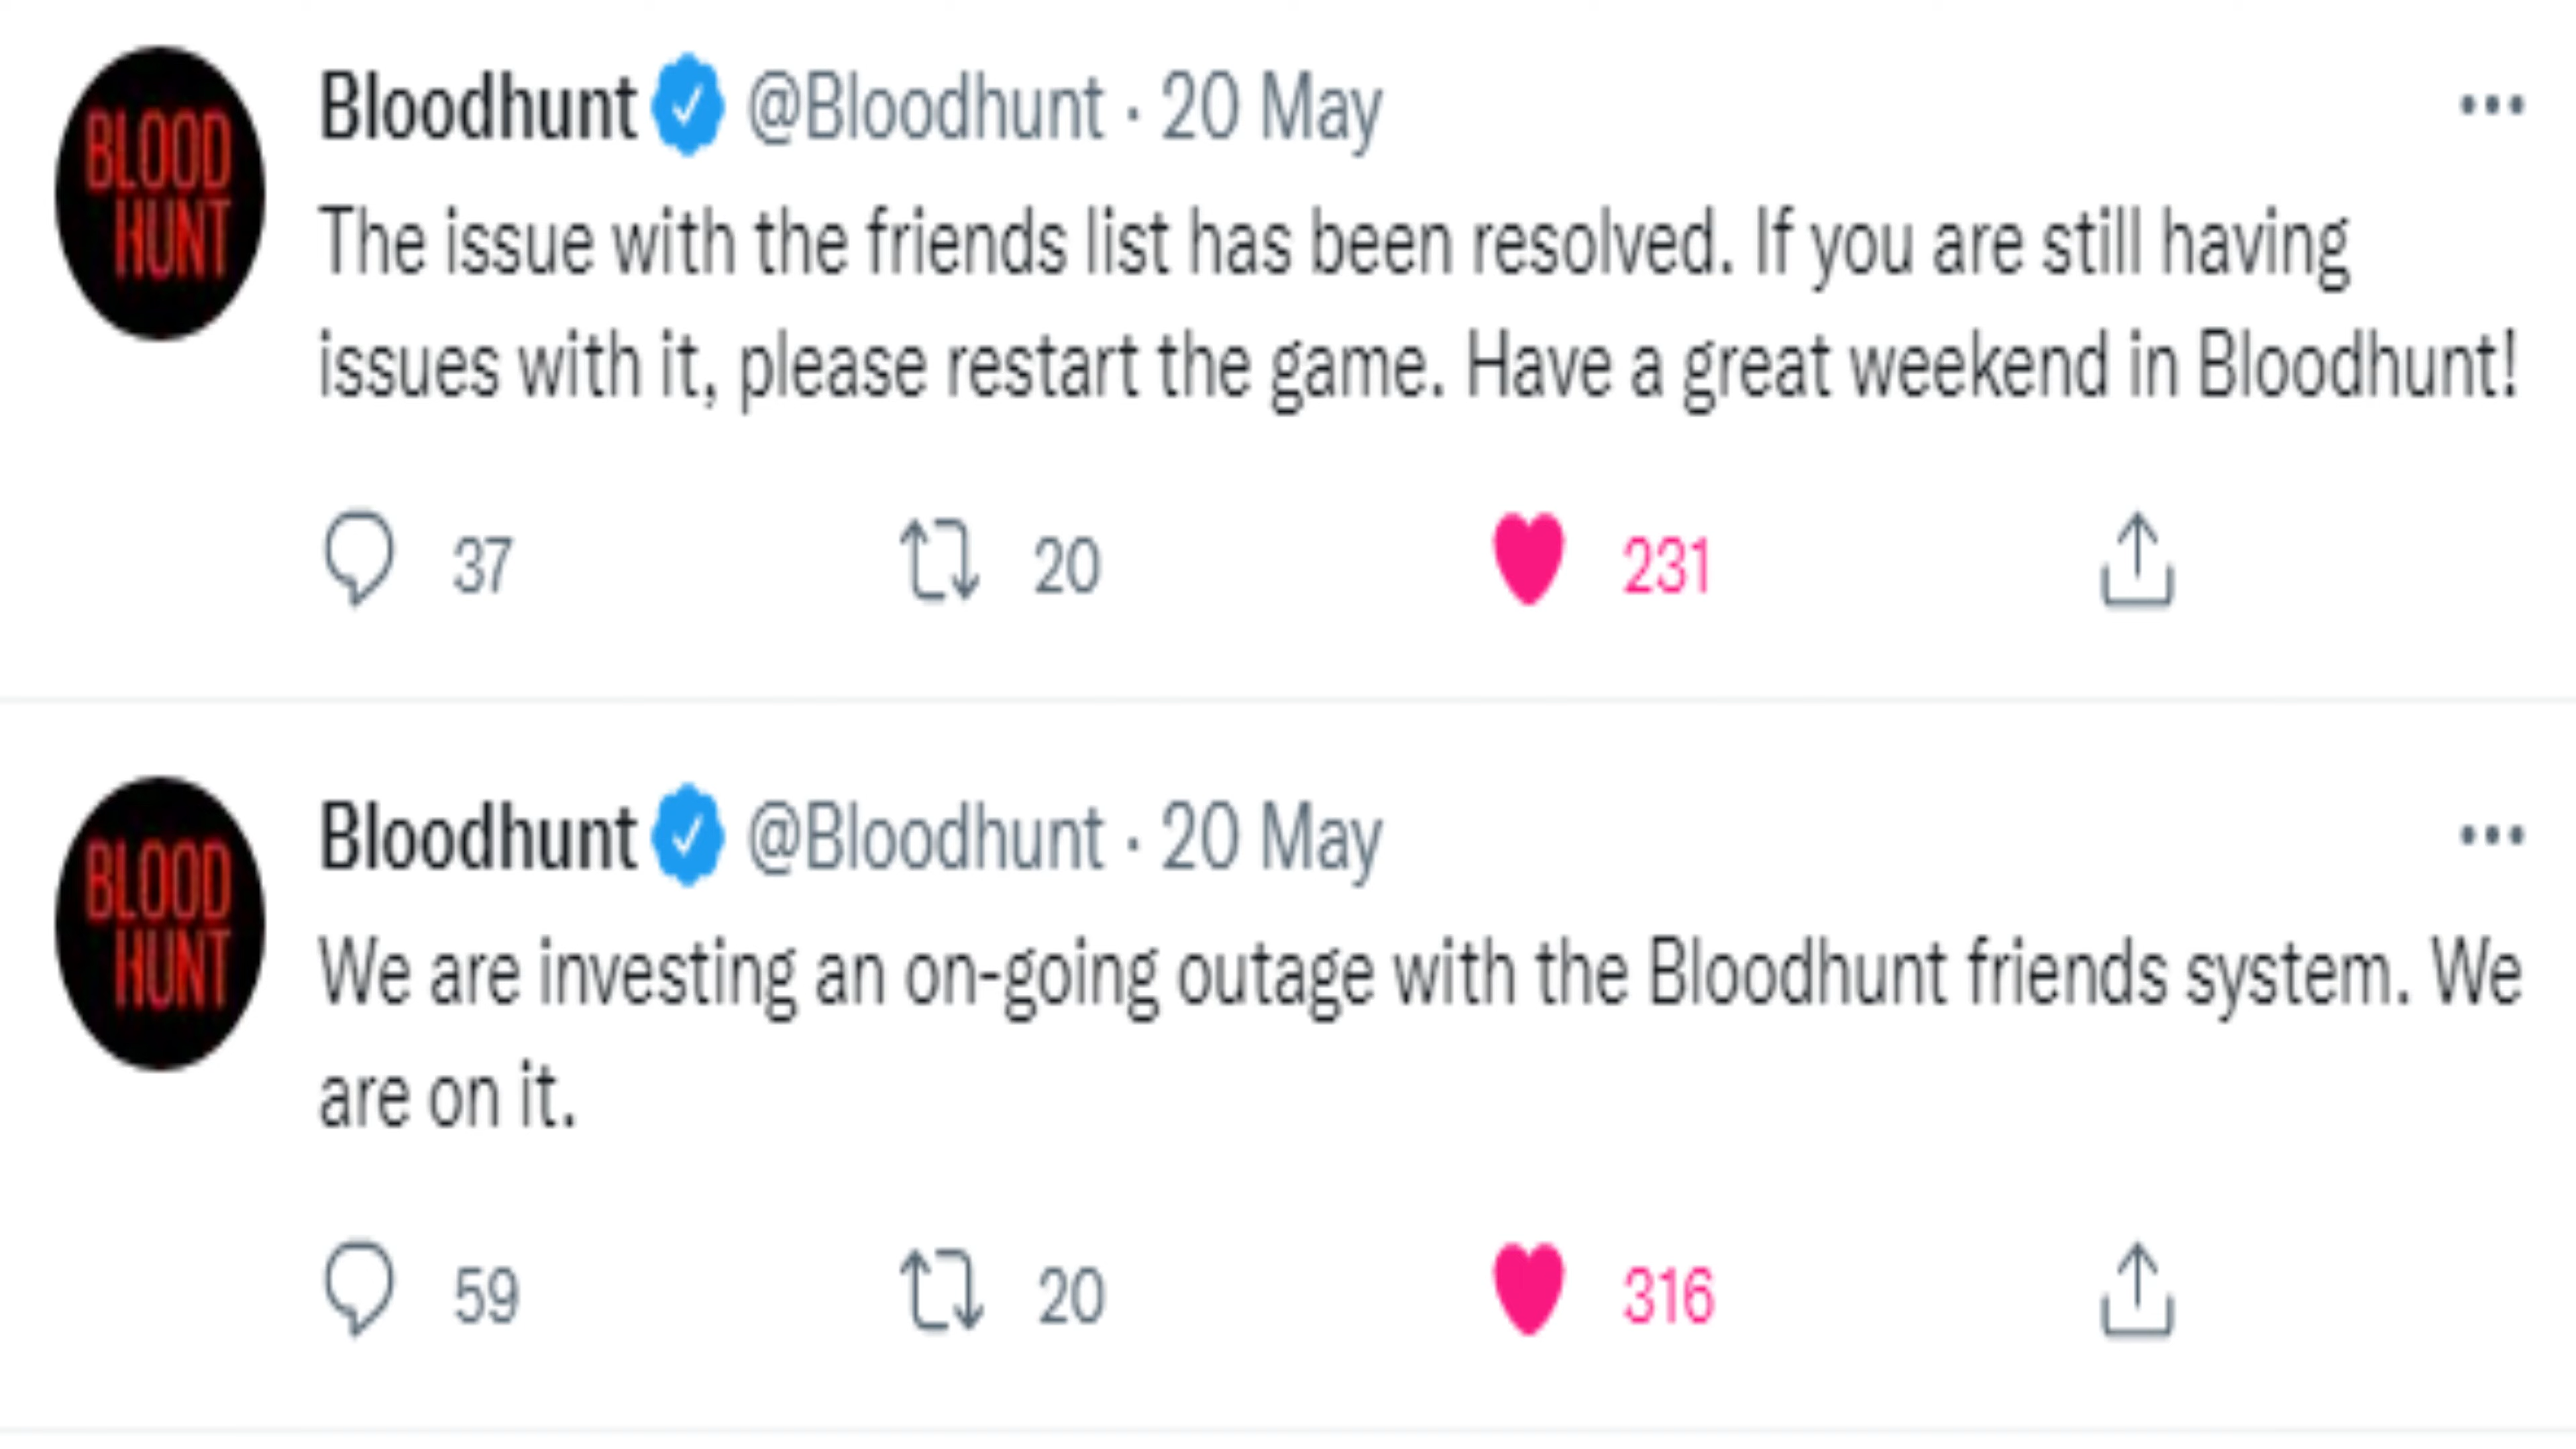 BLOOD
HUNT
Bloodhunt @Bloodhunt · 20 May
The issue with the friends list has been resolved. If you are still having
issues with it, please restart the game. Have a great weekend in Bloodhunt!
37 20 231
BLOOD
HUNT
Bloodhunt @Bloodhunt · 20 May
We are investing an on-going outage with the Bloodhunt friends system. We
are on it.
59 20 316